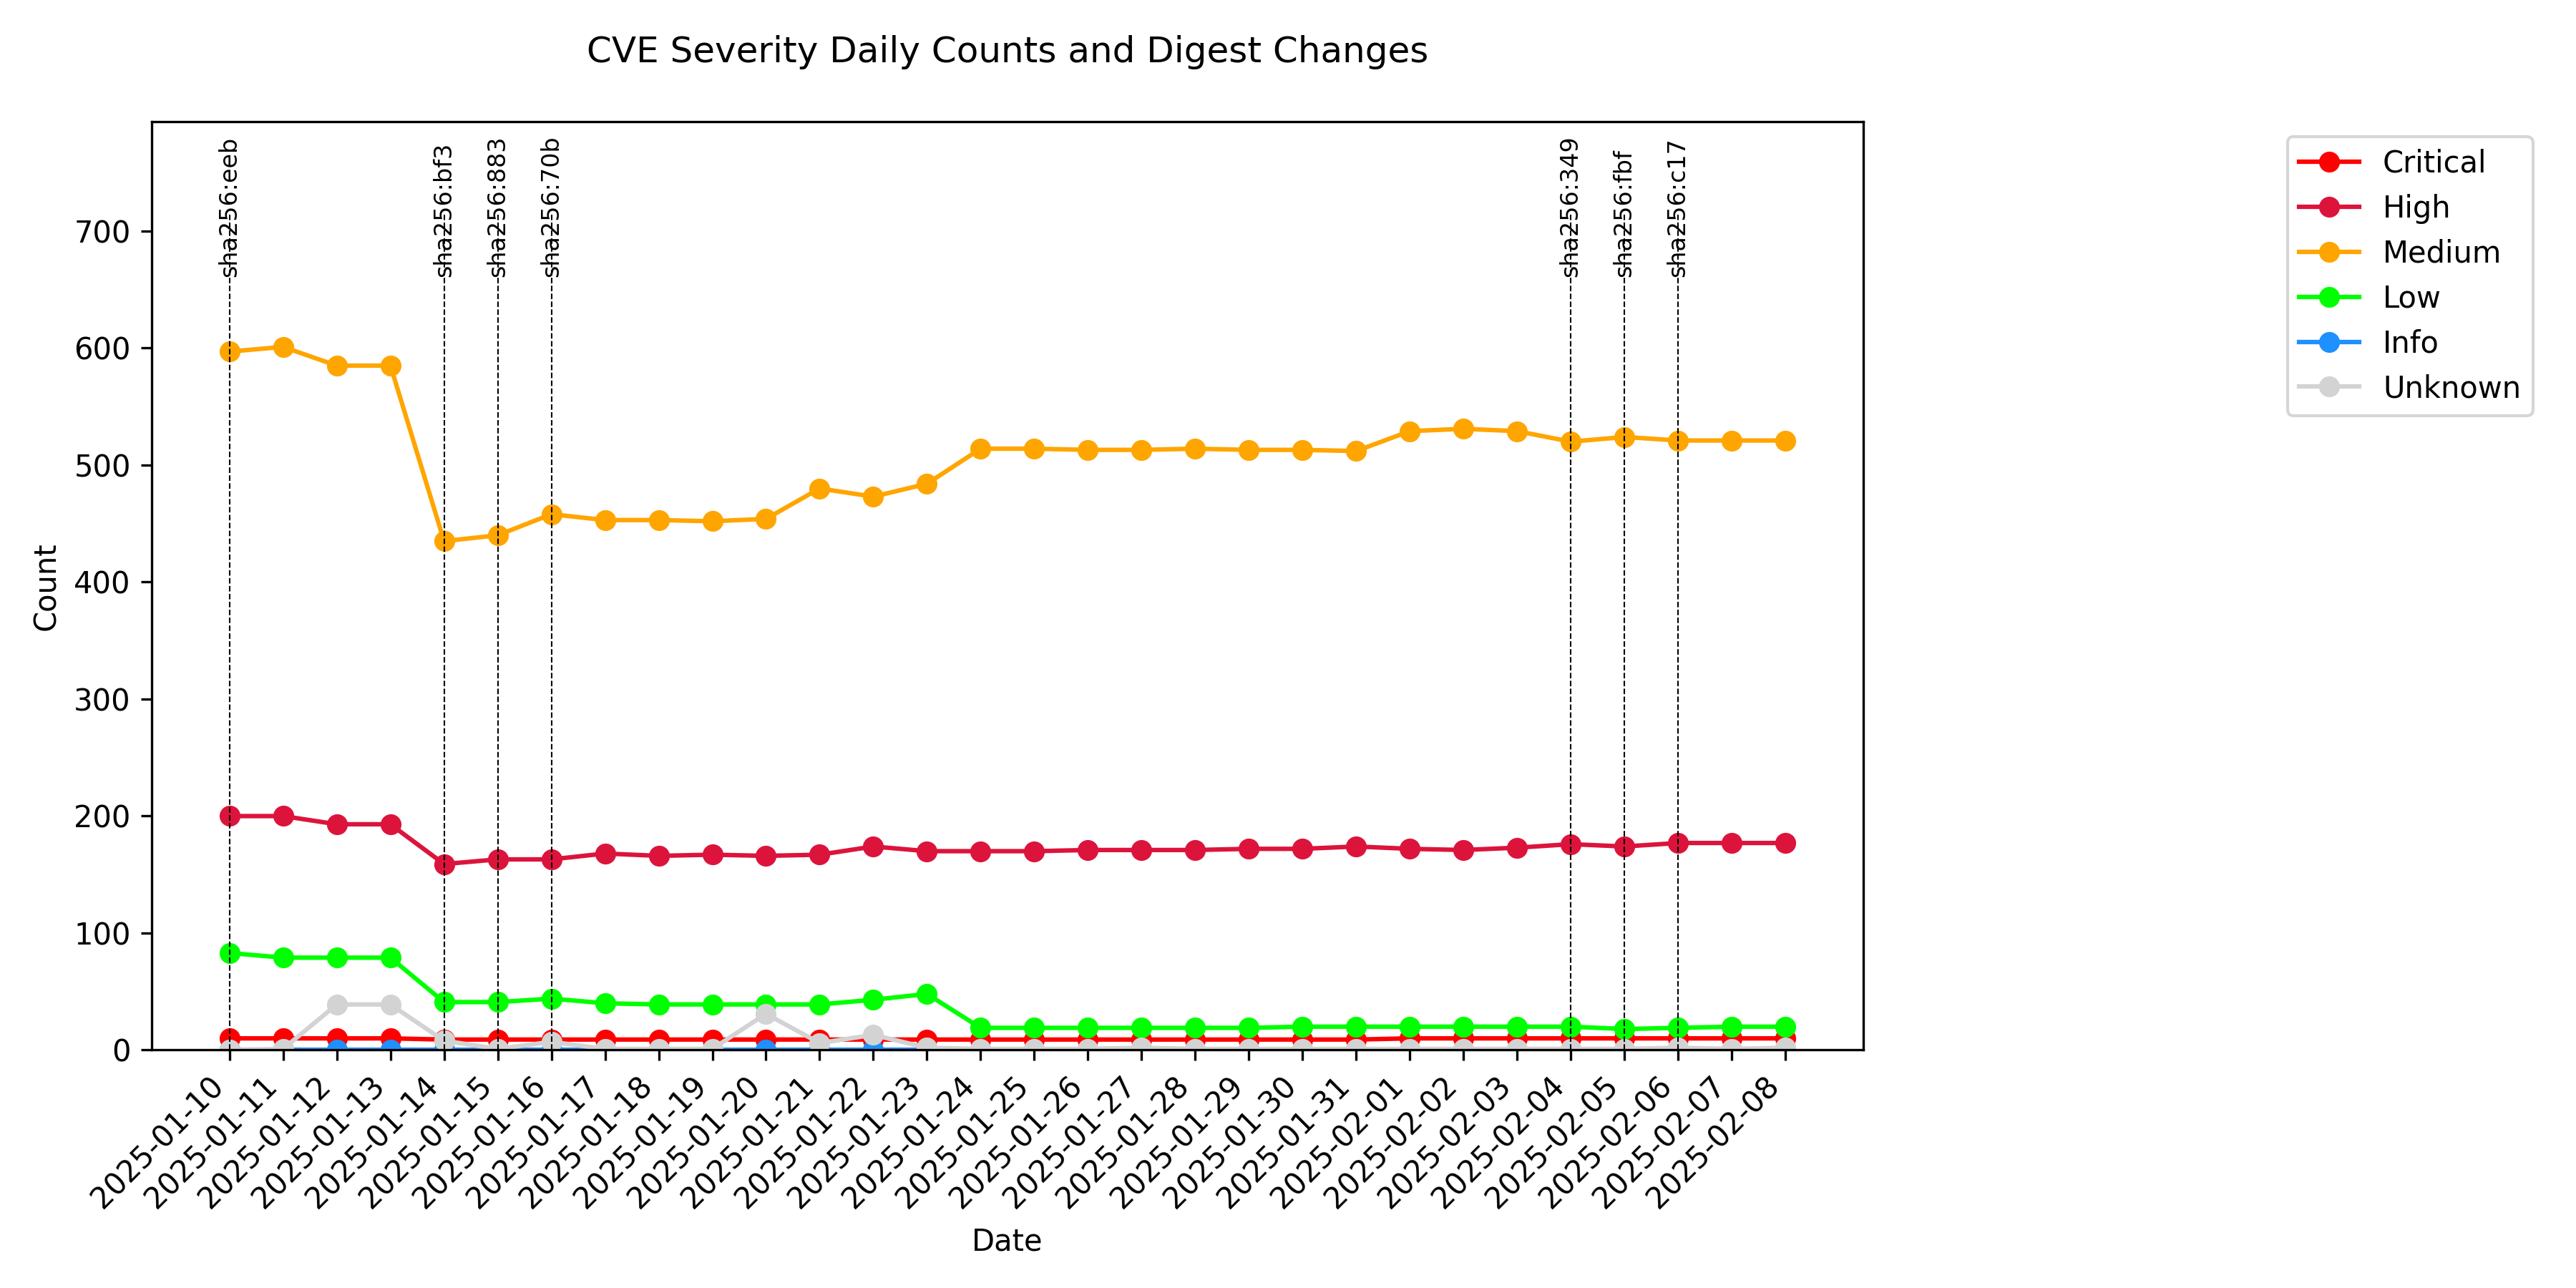 CVE Severity Daily Counts and Digest Changes
sha256:eeb
sha256:bf3
sha256:883
sha256:70b
sha256:349
sha256:fbf
sha256:c17
Critical
High
Medium
Low
Info
Unknown
Count
700
600
500
400
300
200
100
0
2025-01-10
2025-01-11
2025-01-12
2025-01-13
2025-01-14
2025-01-15
2025-01-16
2025-01-17
2025-01-18
2025-01-19
2025-01-20
2025-01-21
2025-01-22
2025-01-23
2025-01-24
2025-01-25
2025-01-26
2025-01-27
2025-01-28
2025-01-29
2025-01-30
2025-01-31
2025-02-01
2025-02-02
2025-02-03
2025-02-04
2025-02-05
2025-02-06
2025-02-07
2025-02-08
Date